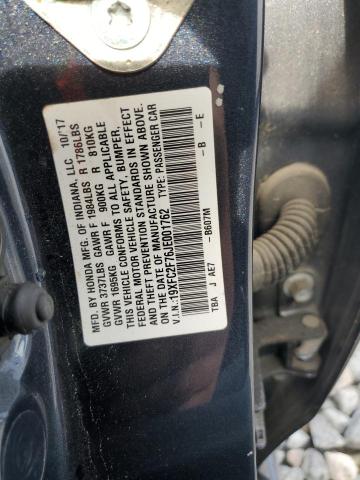 MFG. BY HONDA MFG. OF INDIANA, LLC 10/'17
GVWR 3737LBS GAWR F 1984LBS R 1786LBS
GVWR 1695KG GAWR F 900KG R 810KG
THIS VEHICLE CONFORMS TO ALL APPLICABLE
FEDERAL MOTOR VEHICLE SAFETY, BUMPER,
AND THEFT PREVENTION STANDARDS IN EFFECT
ON THE DATE OF MANUFACTURE SHOWN ABOVE.
V.I.N.:19XFC2F76JE001762 TYPE: PASSENGER CAR
TBA J AE7 -B607M -B -E